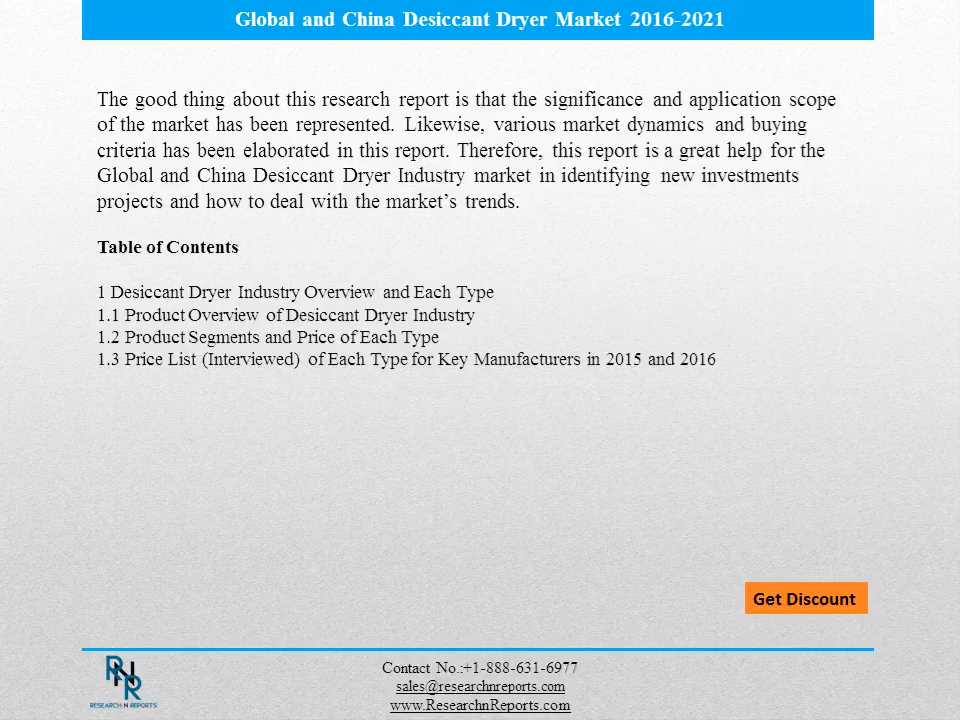 Global and China Desiccant Dryer Market 2016-2021
The good thing about this research report is that the significance and application scope
of the market has been represented. Likewise, various market dynamics and buying
criteria has been elaborated in this report. Therefore, this report is a great help for the
Global and China Desiccant Dryer Industry market in identifying new investments
projects and how to deal with the market’s trends.
Table of Contents
1 Desiccant Dryer Industry Overview and Each Type
1.1 Product Overview of Desiccant Dryer Industry
1.2 Product Segments and Price of Each Type
1.3 Price List (Interviewed) of Each Type for Key Manufacturers in 2015 and 2016
Get Discount
RNR
RESEARCH N REPORTS
Contact No.:+1-888-631-6977
sales@researchnreports.com
www.ResearchnReports.com